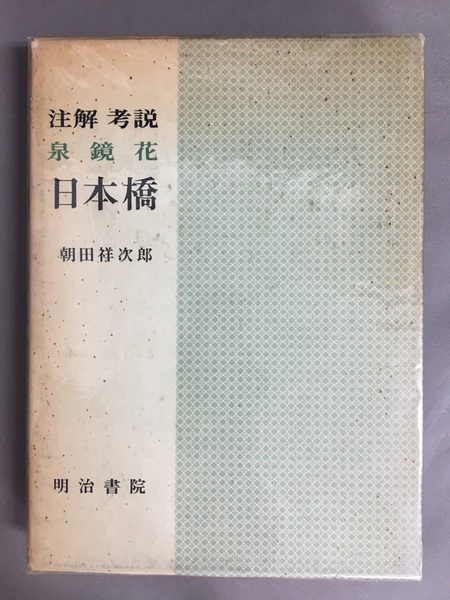 注解 考説
泉鏡花
日本橋
朝田祥次郎
明治書院